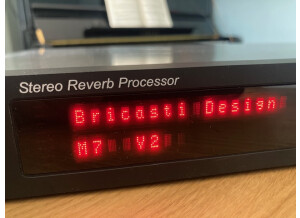 Stereo Reverb Processor
Bricasti Design
M7 V2